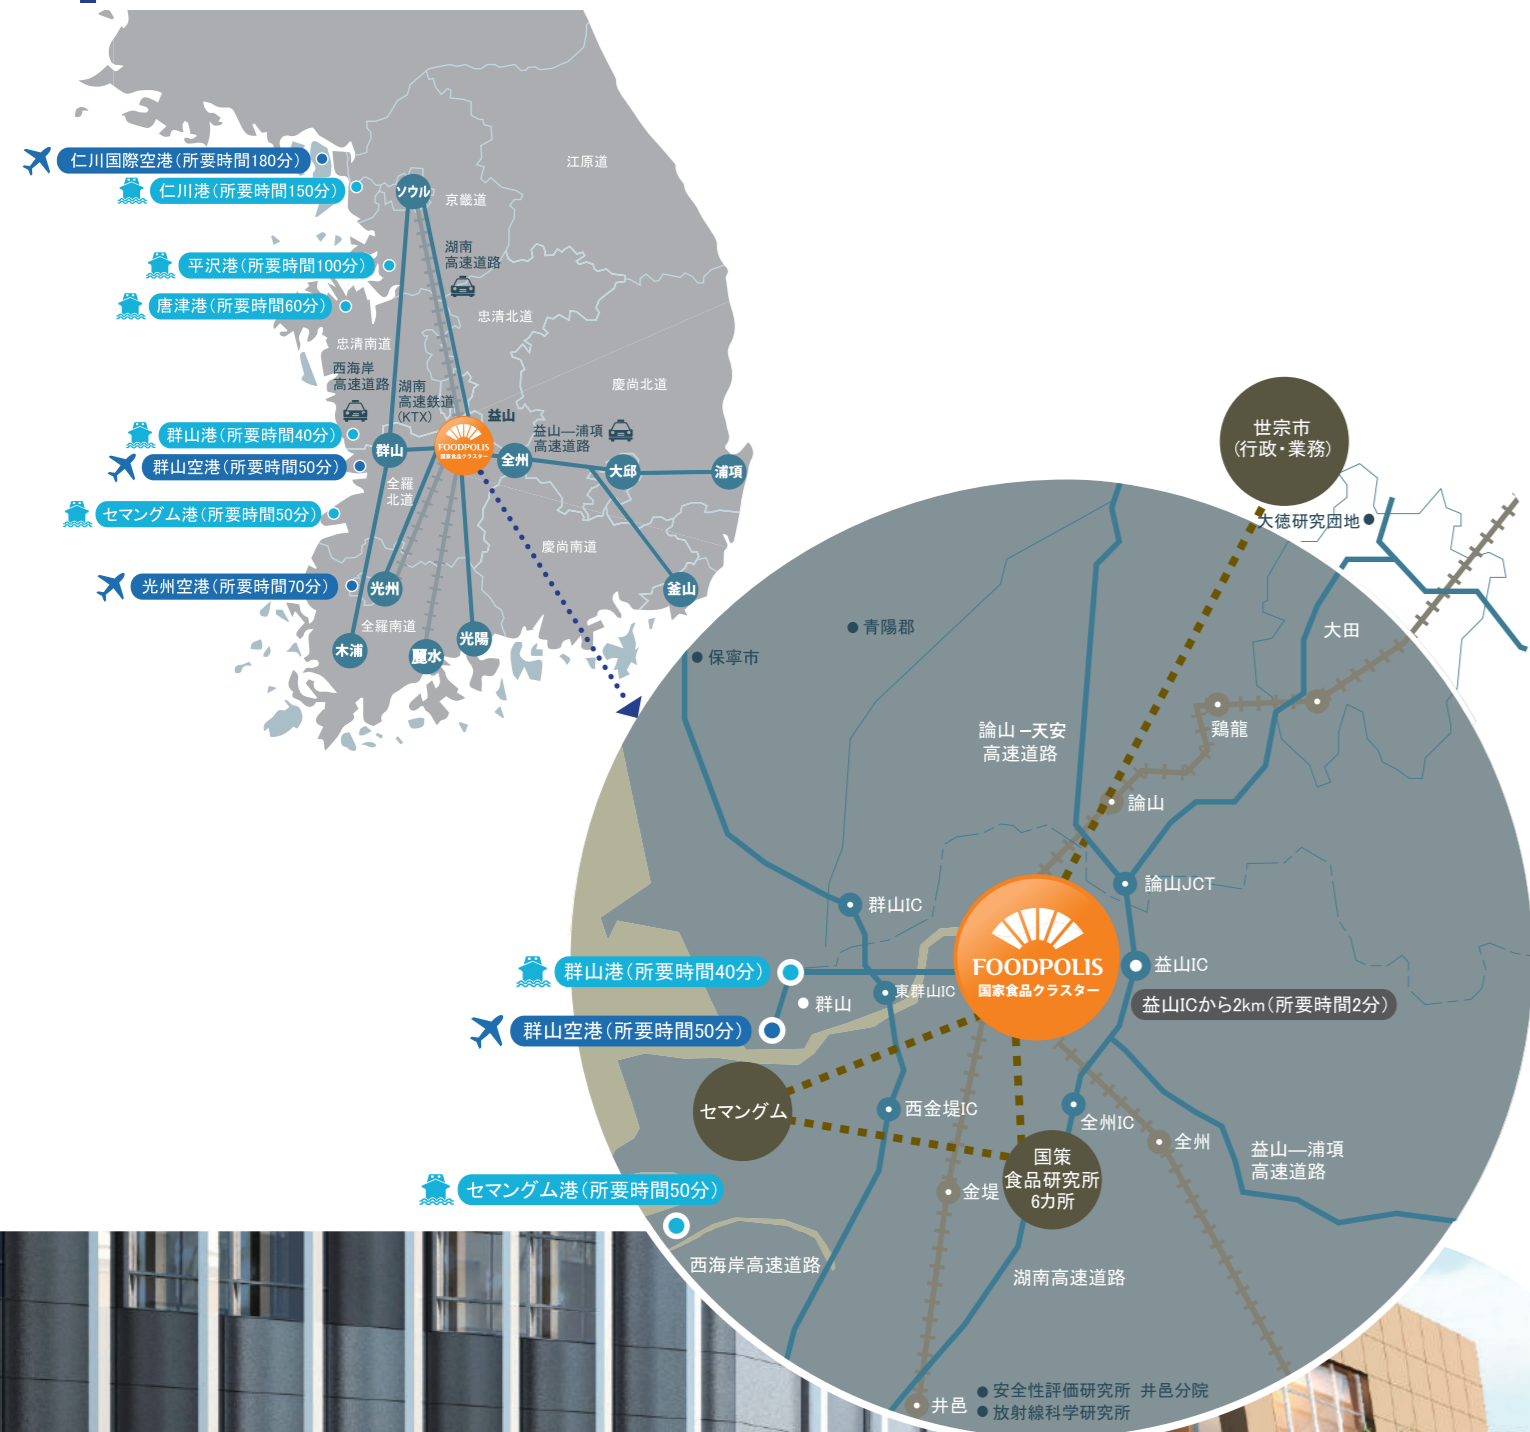 仁川国際空港(所要時間180分)
仁川港(所要時間150分)
平沢港(所要時間100分)
唐津港(所要時間60分)
群山港(所要時間40分)
群山空港(所要時間50分)
セマングム港(所要時間50分)
光州空港(所要時間70分)
江原道
京畿道
ソウル
湖南
高速道路
忠清北道
忠清南道
西海岸
高速道路
湖南
高速鉄道
(KTX)
慶尚北道
益山
益山—浦項
高速道路
群山
FOODPOLIS
国家食品クラスター
全州
大邱
浦項
全羅
北道
慶尚南道
光州
釜山
全羅南道
木浦
麗水
光陽
世宗市
(行政・業務)
大徳研究団地
青陽郡
保寧市
大田
論山–天安
高速道路
鶏龍
論山
論山JCT
群山IC
FOODPOLIS
国家食品クラスター
益山IC
益山ICから2km(所要時間2分)
群山港(所要時間40分)
群山
東群山IC
群山空港(所要時間50分)
セマングム
西金堤IC
全州IC
全州
益山—浦項
高速道路
国策
食品研究所
6カ所
金堤
セマングム港(所要時間50分)
西海岸高速道路
湖南高速道路
井邑
安全性評価研究所 井邑分院
放射線科学研究所